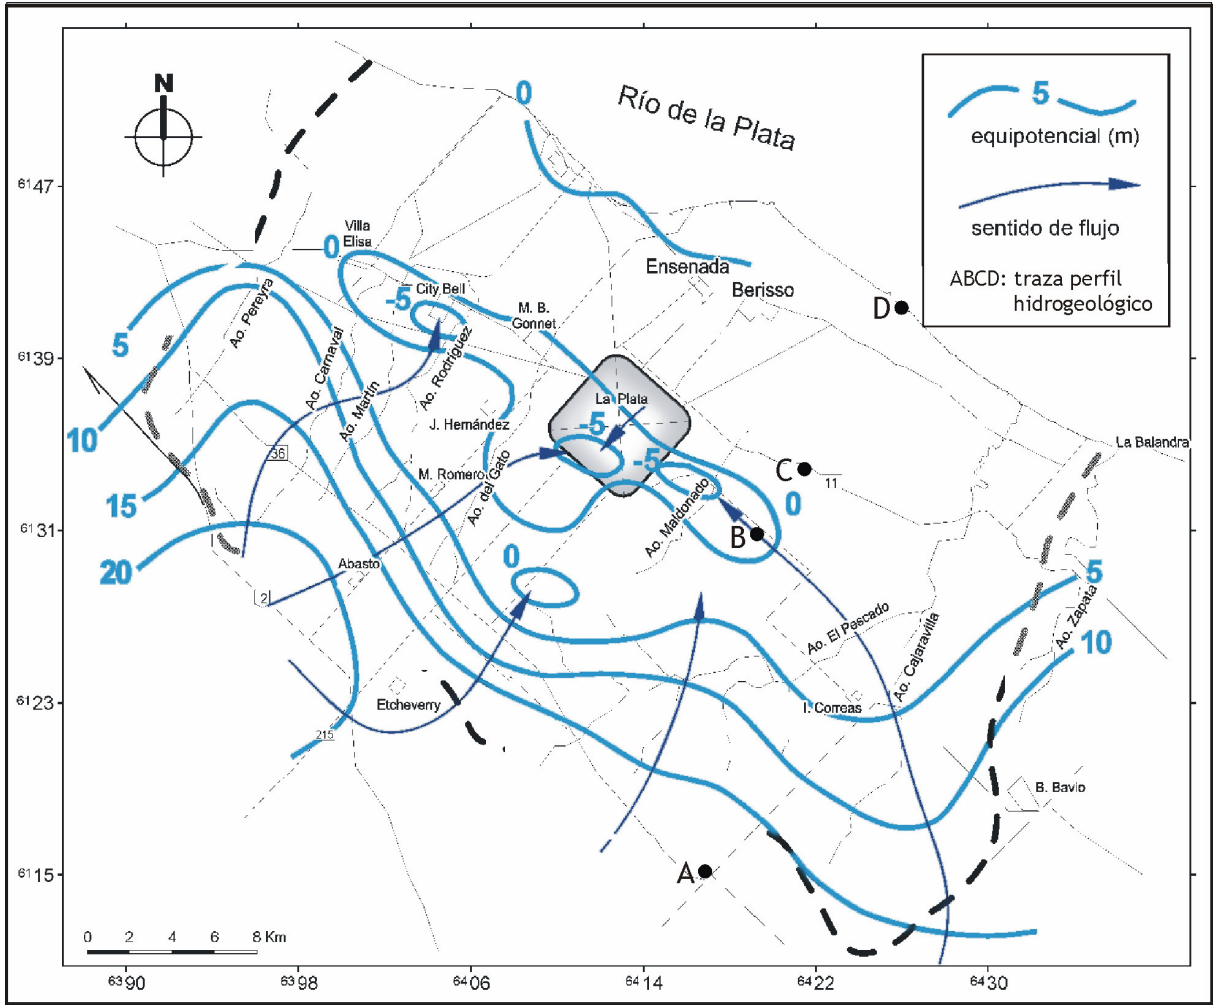 N
Río de la Plata
5
equipotencial (m)
sentido de flujo
ABCD: traza perfil
hidrogeológico
0
Villa
Elisa
0
City Bell
-5
M. B.
Gonnet
Ensenada
Berisso
D
Ao. Pereyra
Ao. Carnaval
Ao. Martín
Ao. Rodríguez
5
10
15
20
La Plata
-5
-5
J. Hernández
M. Romero
Ao. del Gato
Ao. Maldonado
36
C
11
La Balandra
0
B
Abasto
2
0
5
Ao. Zapata
10
Ao. El Pescado
Ao. Cajaravilla
Etcheverry
I. Correas
215
B. Bavio
A
0 2 4 6 8 Km
6147
6139
6131
6123
6115
6390 6398 6406 6414 6422 6430